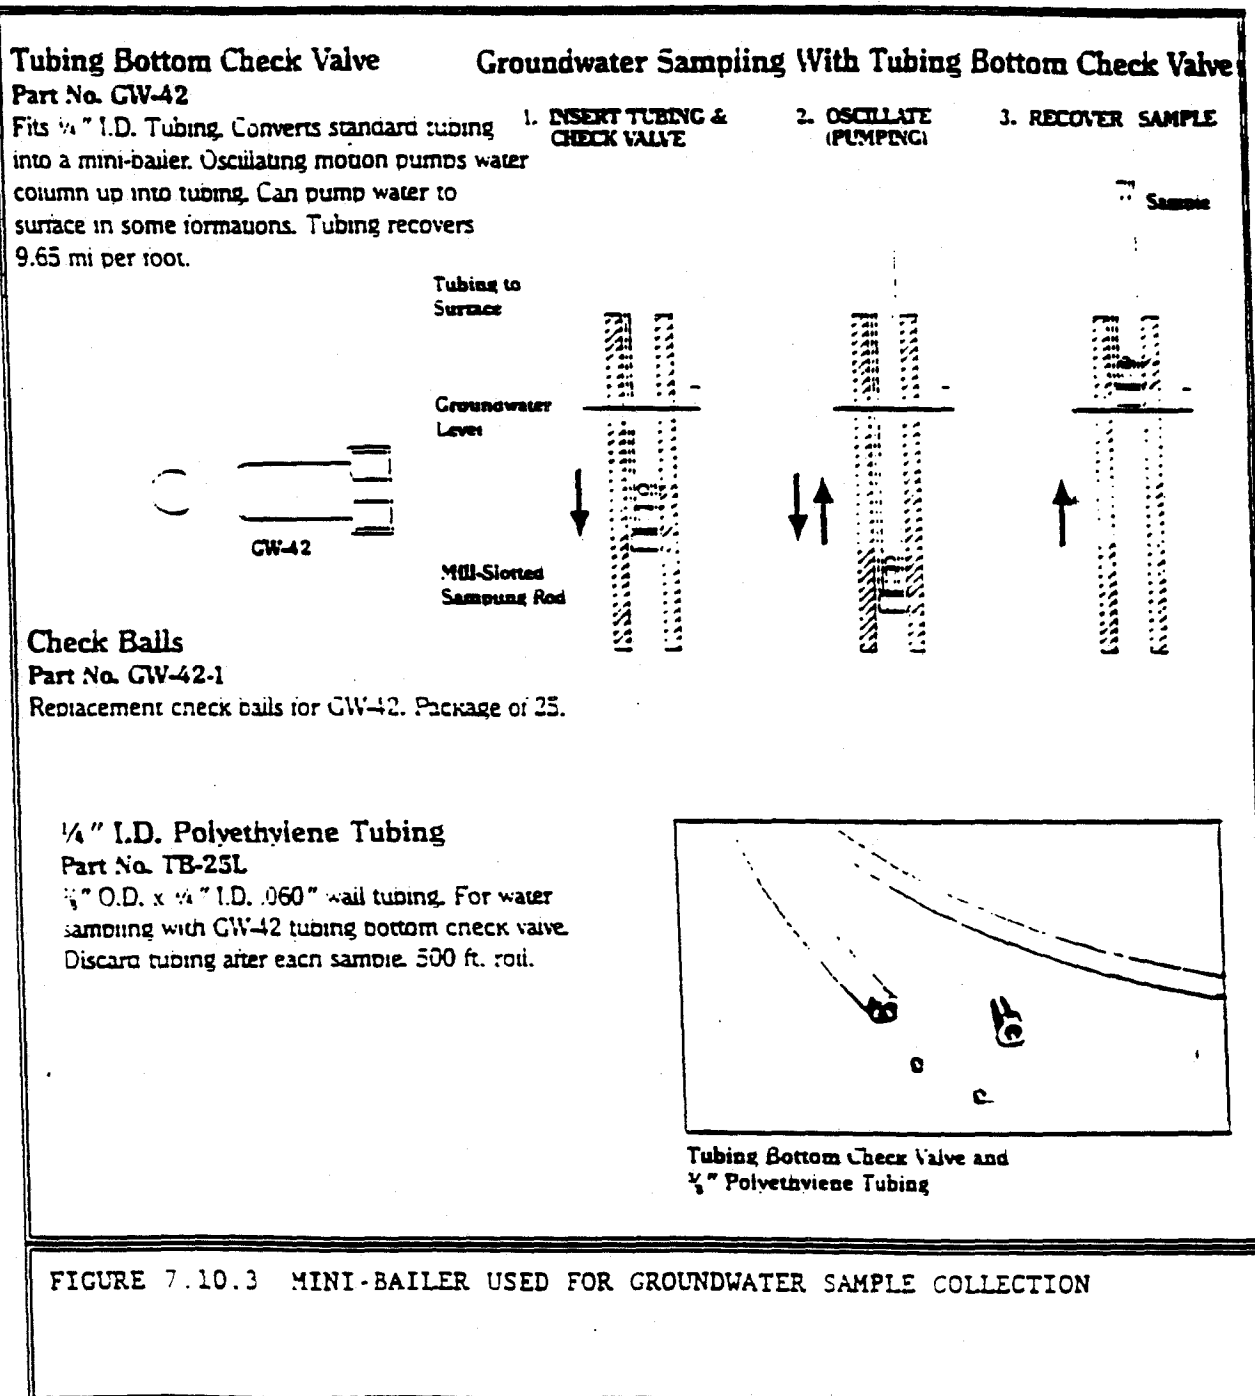 Tubing Bottom Check Valve
Part No. GW-42
Fits ¼" I.D. Tubing. Converts standard tubing
into a mini-bailer. Oscillating motion pumps water
column up into tubing. Can pump water to
surface in some formations. Tubing recovers
9.65 ml per foot.
Groundwater Sampling With Tubing Bottom Check Valve
1. INSERT TUBING &
CHECK VALVE
2. OSCILLATE
(PUMPING)
3. RECOVER SAMPLE
Sample
Tubing to
Surface
Groundwater
Level
Mill-Slotted
Sampling Rod
GW-42
Check Balls
Part No. GW-42-1
Replacement check balls for GW-42. Package of 25.
¼" I.D. Polyethylene Tubing
Part No. TB-25L
⅜" O.D. x ¼" I.D. .060" wall tubing. For water
sampling with GW-42 tubing bottom check valve.
Discard tubing after each sample. 500 ft. roll.
Tubing Bottom Check Valve and
⅜" Polyethylene Tubing
FIGURE 7.10.3 MINI-BAILER USED FOR GROUNDWATER SAMPLE COLLECTION